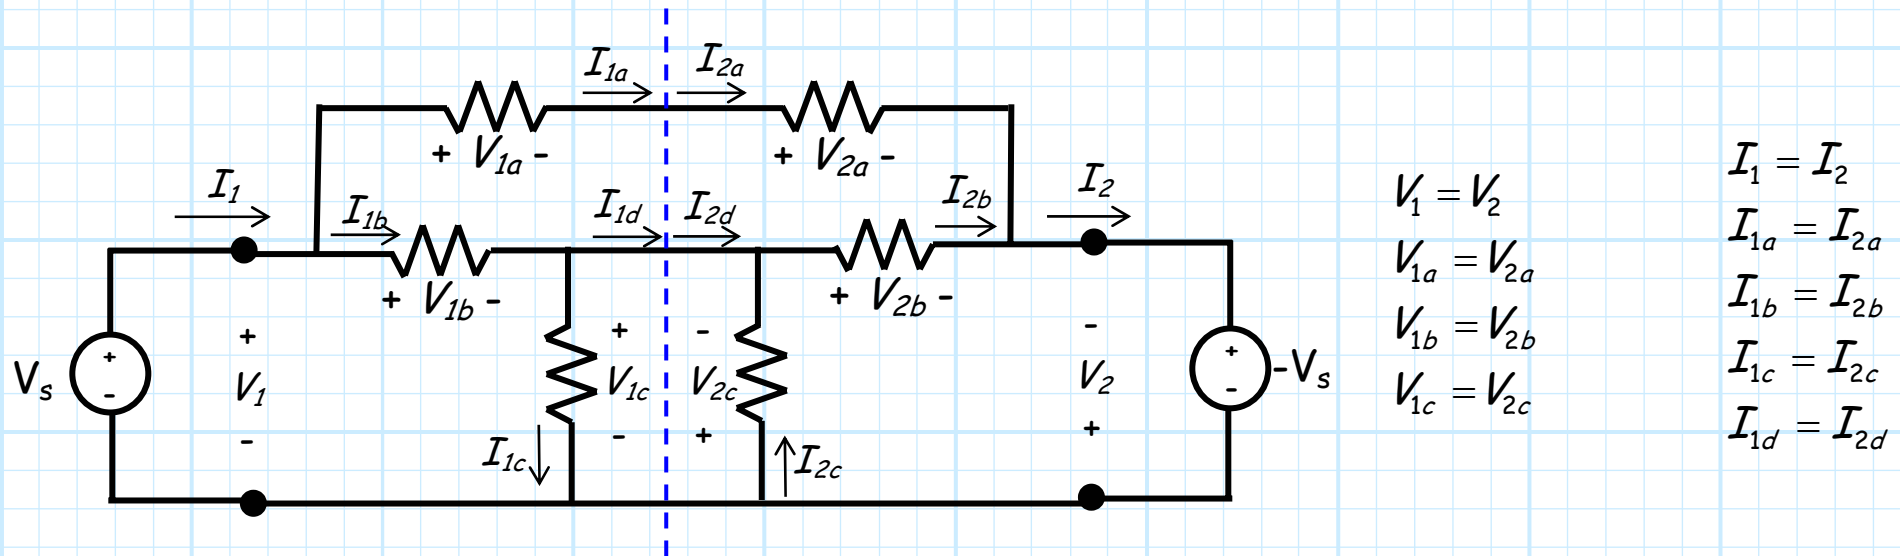 I1a I2a
+ V1a - + V2a -
I1 I1b I1d I2d I2b I2
+ V1b - + V2b -
Vs + - + V1 - + V1c - - V2c + - V2 + + - -Vs
I1c I2c
V1 = V2
V1a = V2a
V1b = V2b
V1c = V2c
I1 = I2
I1a = I2a
I1b = I2b
I1c = I2c
I1d = I2d